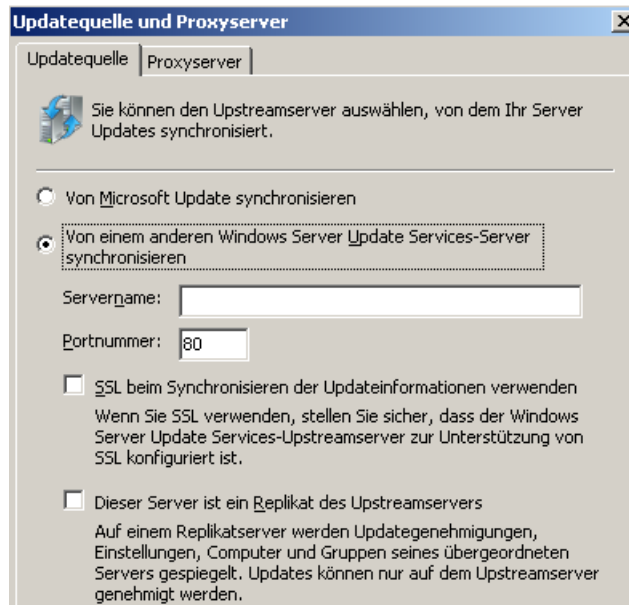 Updatequelle und Proxyserver
Updatequelle
Proxyserver
Sie können den Upstreamserver auswählen, von dem Ihr Server
Updates synchronisiert.
Von Microsoft Update synchronisieren
Von einem anderen Windows Server Update Services-Server
synchronisieren
Servername:
Portnummer: 80
SSL beim Synchronisieren der Updateinformationen verwenden
Wenn Sie SSL verwenden, stellen Sie sicher, dass der Windows
Server Update Services-Upstreamserver zur Unterstützung von
SSL konfiguriert ist.
Dieser Server ist ein Replikat des Upstreamservers
Auf einem Replikatserver werden Updategenehmigungen,
Einstellungen, Computer und Gruppen seines übergeordneten
Servers gespiegelt. Updates können nur auf dem Upstreamserver
genehmigt werden.